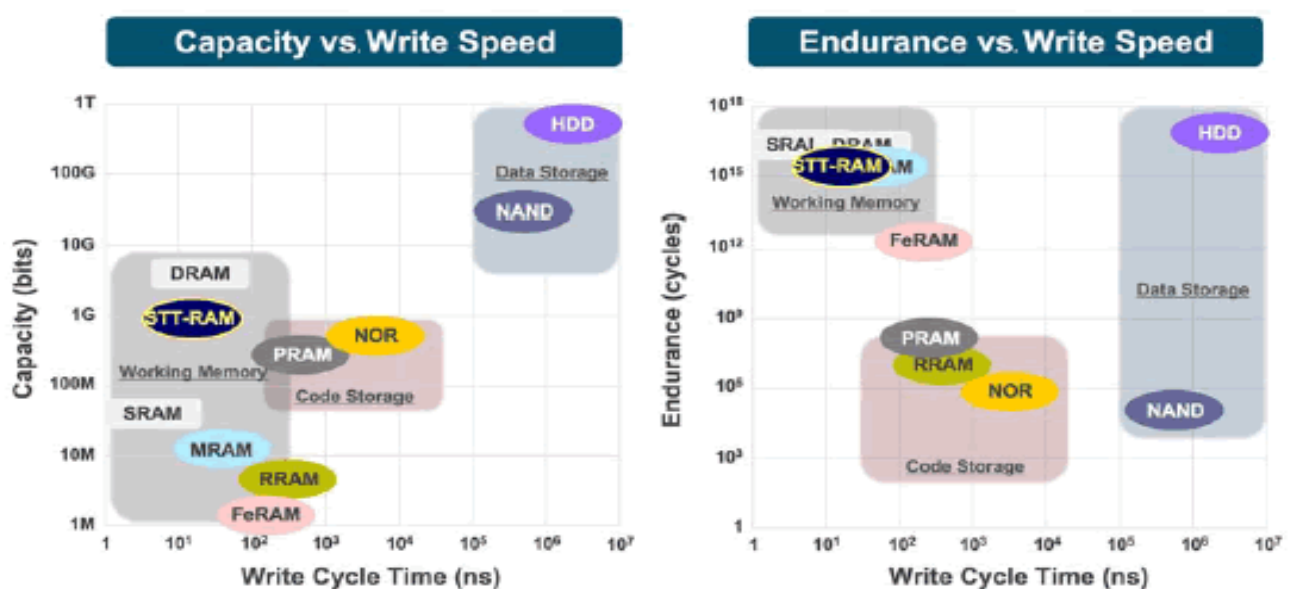 Capacity vs. Write Speed
Capacity (bits)
1T
100G
10G
1G
100M
10M
1M
HDD
Data Storage
NAND
DRAM
STT-RAM
NOR
PRAM
Working Memory
Code Storage
SRAM
MRAM
RRAM
FeRAM
1 10¹ 10² 10³ 10⁴ 10⁵ 10⁶ 10⁷
Write Cycle Time (ns)
Endurance vs. Write Speed
Endurance (cycles)
10¹⁸
10¹⁵
10¹²
10⁹
10⁶
10³
1
HDD
SRAI DRAM
STT-RAM AM
Working Memory
FeRAM
Data Storage
PRAM
RRAM
NOR
NAND
Code Storage
1 10¹ 10² 10³ 10⁴ 10⁵ 10⁶ 10⁷
Write Cycle Time (ns)